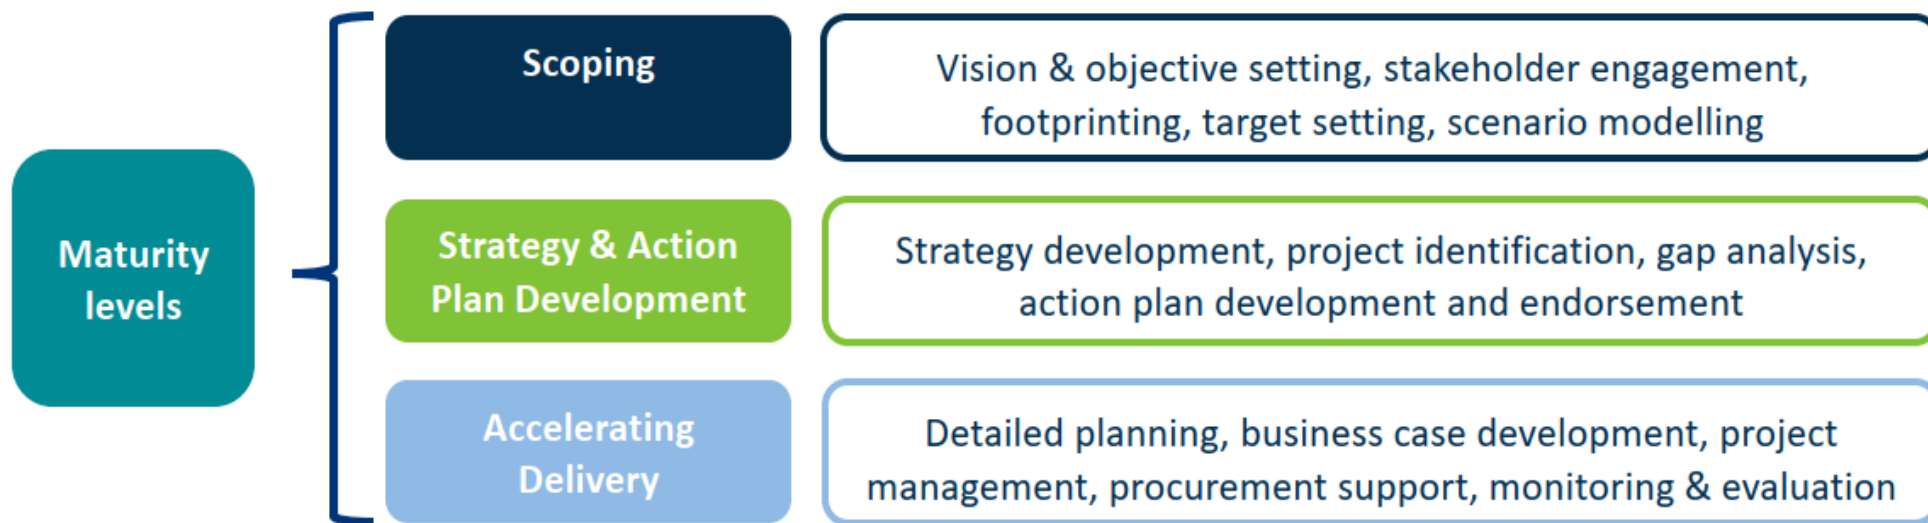 Maturity
levels
Scoping
Vision & objective setting, stakeholder engagement,
footprinting, target setting, scenario modelling
Strategy & Action
Plan Development
Strategy development, project identification, gap analysis,
action plan development and endorsement
Accelerating
Delivery
Detailed planning, business case development, project
management, procurement support, monitoring & evaluation